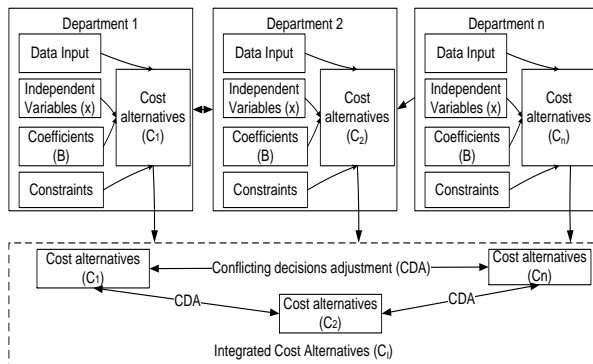 Department 1
Data Input
Independent
Variables (x)
Coefficients
(B)
Constraints
Cost
alternatives
(C1)
Department 2
Data Input
Independent
Variables (x)
Coefficients
(B)
Constraints
Cost
alternatives
(C2)
Department n
Data Input
Independent
Variables (x)
Coefficients
(B)
Constraints
Cost
alternatives
(Cn)
Cost alternatives
(C1)
Conflicting decisions adjustment (CDA)
Cost alternatives
(Cn)
CDA
Cost alternatives
(C2)
CDA
Integrated Cost Alternatives (CI)